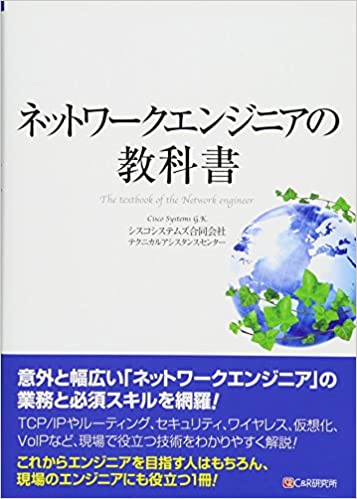 ネットワークエンジニアの
教科書
The textbook of the Network engineer
Cisco Systems G.K.
シスコシステムズ合同会社
テクニカルアシスタンスセンター
意外と幅広い「ネットワークエンジニア」の
業務と必須スキルを網羅!
TCP/IPやルーティング、セキュリティ、ワイヤレス、仮想化、
VoIPなど、現場で役立つ技術をわかりやすく解説!
これからエンジニアを目指す人はもちろん、
現場のエンジニアにも役立つ1冊!
C&R研究所